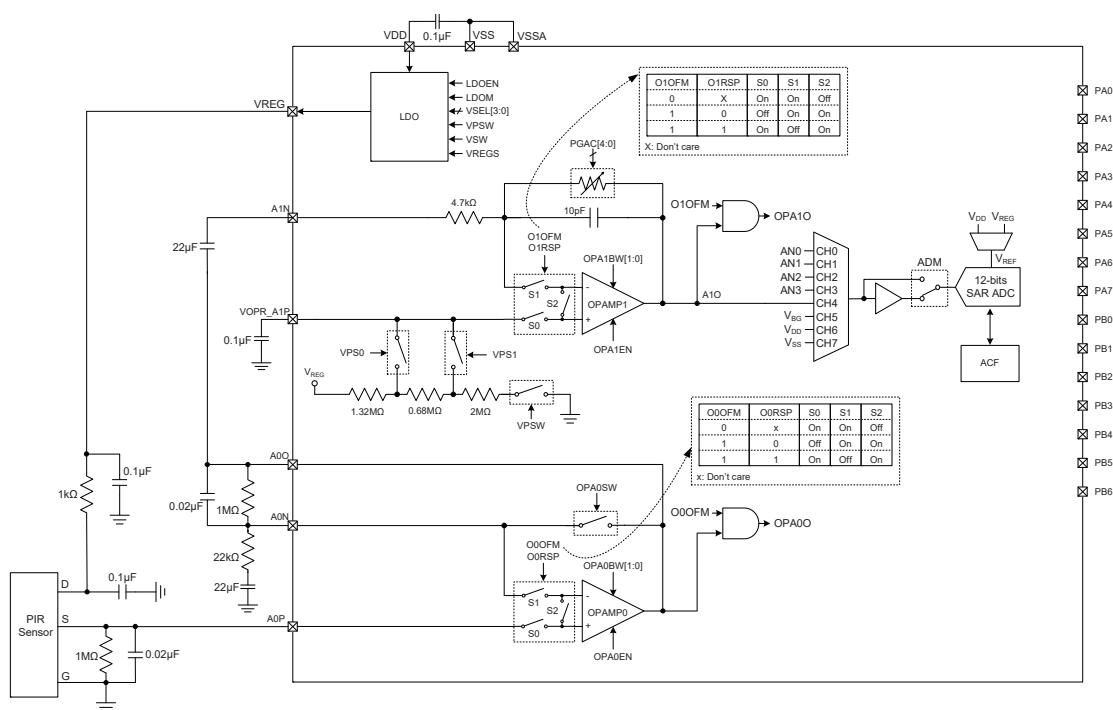 VDD
0.1µF
VSS
VSSA
LDO
LDOEN
LDOM
VSEL[3:0]
VPSW
VSW
VREGS
VREG
O1OFM O1RSP S0 S1 S2
0 X On On Off
1 0 Off On On
1 1 On Off On
X: Don't care
PGAC[4:0]
10pF
A1N
4.7kΩ
22µF
O1OFM
O1RSP
S1
S2
S0
OPA1BW[1:0]
-
OPAMP1
+
OPA1EN
O1OFM
OPA1O
A1O
AN0 CH0
AN1 CH1
AN2 CH2
AN3 CH3
CH4
VBG CH5
VDD CH6
VSS CH7
ADM
VDD VREG
VREF
12-bits
SAR ADC
ACF
VOPR_A1P
0.1µF
VPS0
VPS1
VREG
1.32MΩ
0.68MΩ
2MΩ
VPSW
O0OFM O0RSP S0 S1 S2
0 x On On Off
1 0 Off On On
1 1 On Off On
x: Don't care
A0O
0.02µF
1MΩ
A0N
22kΩ
22µF
OPA0SW
O0OFM
O0RSP
S1
S2
S0
OPA0BW[1:0]
-
OPAMP0
+
OPA0EN
O0OFM
OPA0O
1kΩ
0.1µF
0.1µF
PIR
Sensor
D
S
G
A0P
1MΩ
0.02µF
PA0
PA1
PA2
PA3
PA4
PA5
PA6
PA7
PB0
PB1
PB2
PB3
PB4
PB5
PB6